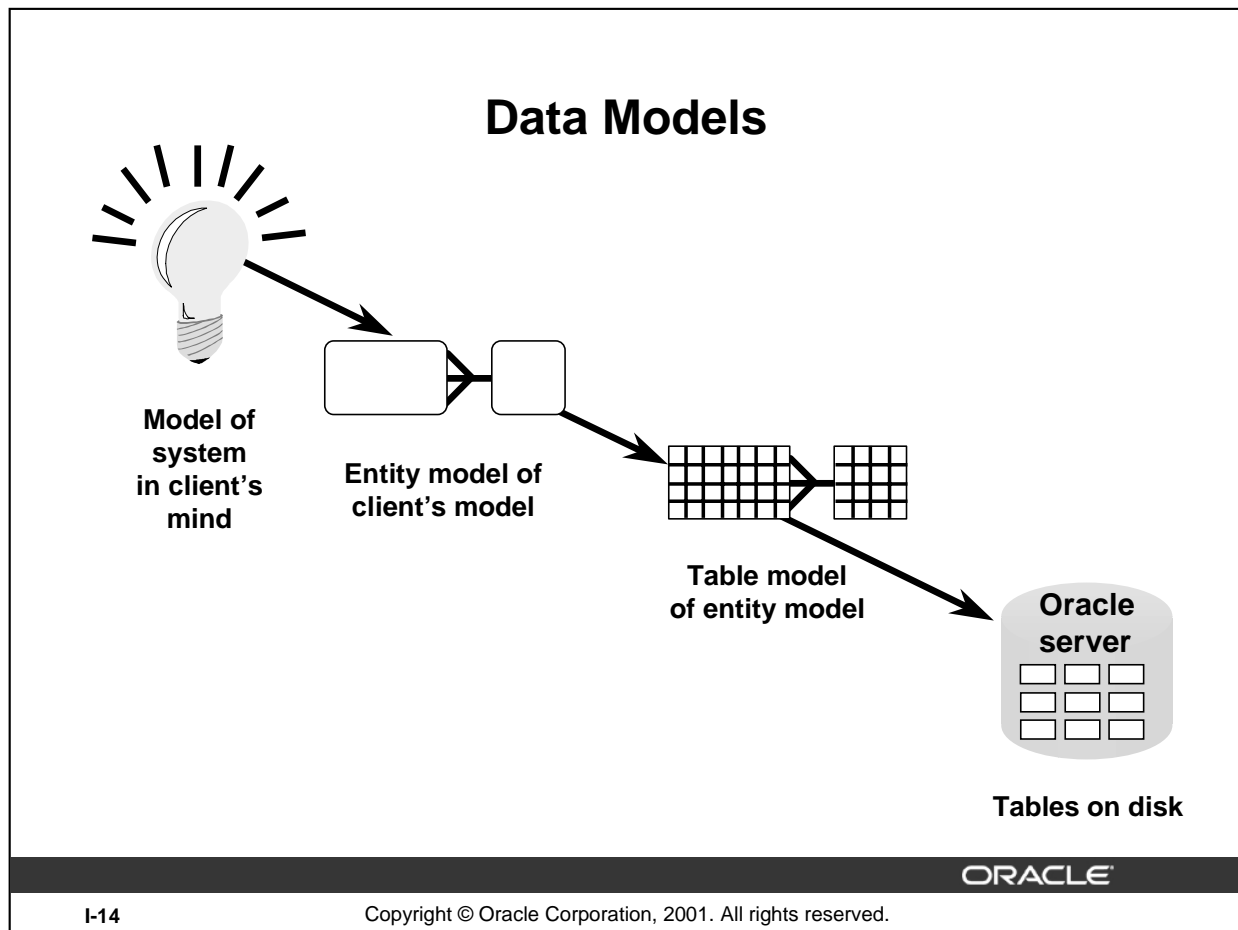 Data Models
Model of
system
in client's
mind
Entity model of
client’s model
Table model
of entity model
Oracle
server
Tables on disk
ORACLE®
I-14
Copyright © Oracle Corporation, 2001. All rights reserved.